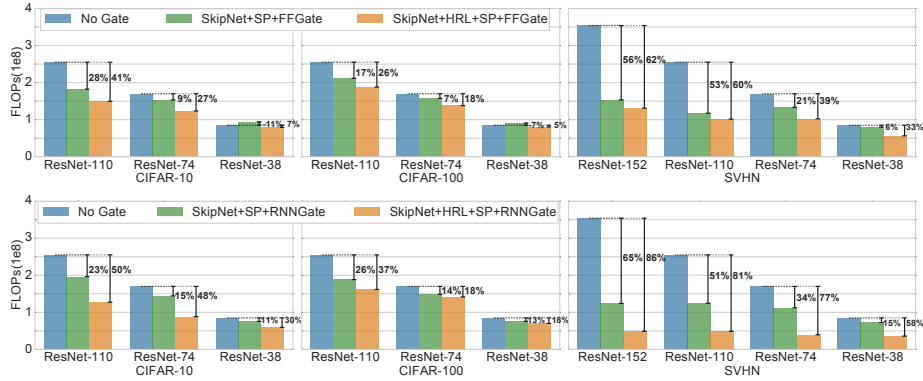 4
3
2
1
0
FLOPs(1e8)
No Gate
SkipNet+SP+FFGate
SkipNet+HRL+SP+FFGate
28% 41%
9% 27%
-11% 7%
17% 26%
7% 18%
-7% 5%
56% 62%
53% 60%
21% 39%
6% 33%
ResNet-110 ResNet-74 ResNet-38
CIFAR-10
ResNet-110 ResNet-74 ResNet-38
CIFAR-100
ResNet-152 ResNet-110 ResNet-74 ResNet-38
SVHN
4
3
2
1
0
FLOPs(1e8)
No Gate
SkipNet+SP+RNNGate
SkipNet+HRL+SP+RNNGate
23% 50%
15% 48%
11% 30%
26% 37%
14% 18%
13% 18%
65% 86%
51% 81%
34% 77%
15% 58%
ResNet-110 ResNet-74 ResNet-38
CIFAR-10
ResNet-110 ResNet-74 ResNet-38
CIFAR-100
ResNet-152 ResNet-110 ResNet-74 ResNet-38
SVHN